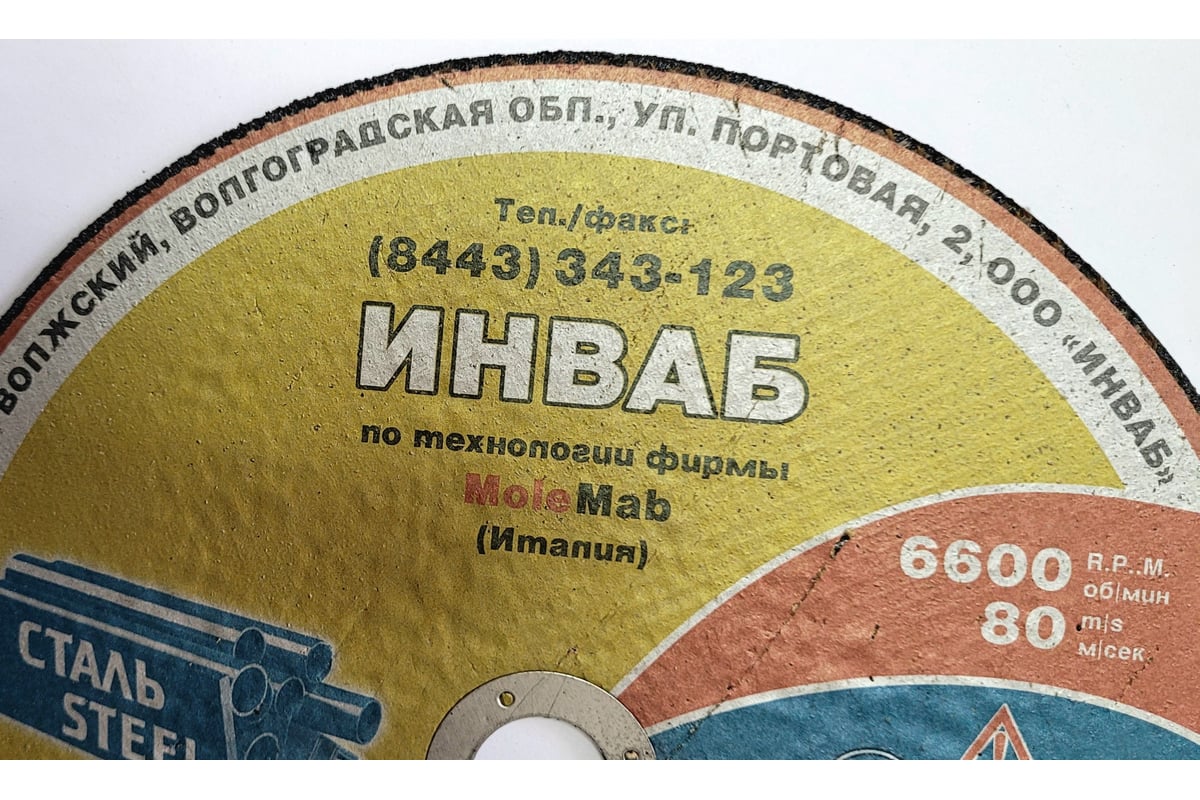 ВОЛЖСКИЙ, ВОЛГОГРАДСКАЯ ОБЛ., УЛ. ПОРТОВАЯ, 2, ООО «ИНВАБ»
Тел./факс:
(8443) 343-123
ИНВАБ
по технологии фирмы
MoleMab
(Италия)
6600 R.P..M.
об/мин
80 m/s
м/сек
СТАЛЬ
STEEL